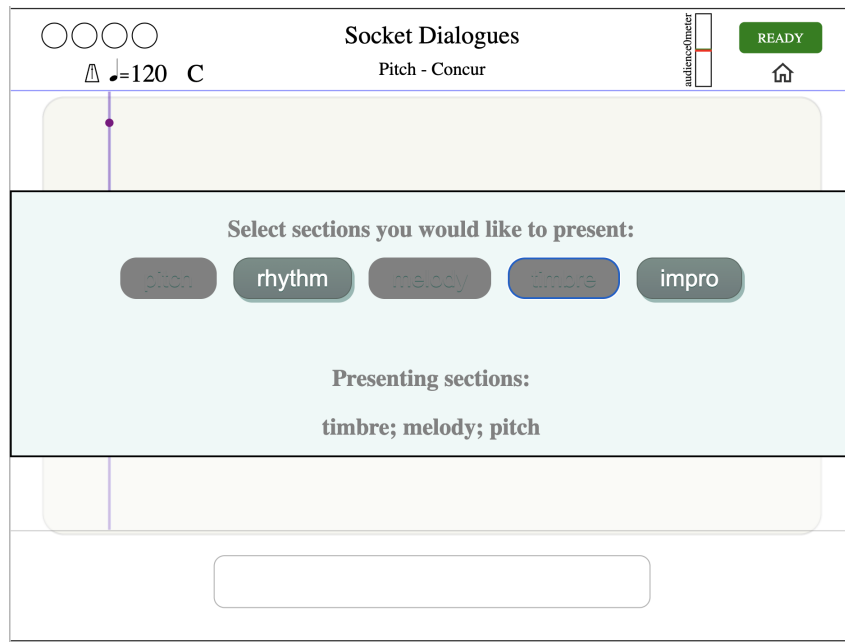 Socket Dialogues
READY
♩=120 C
Pitch - Concur
audience0meter
Select sections you would like to present:
pitch rhythm melody timbre impro
Presenting sections:
timbre; melody; pitch